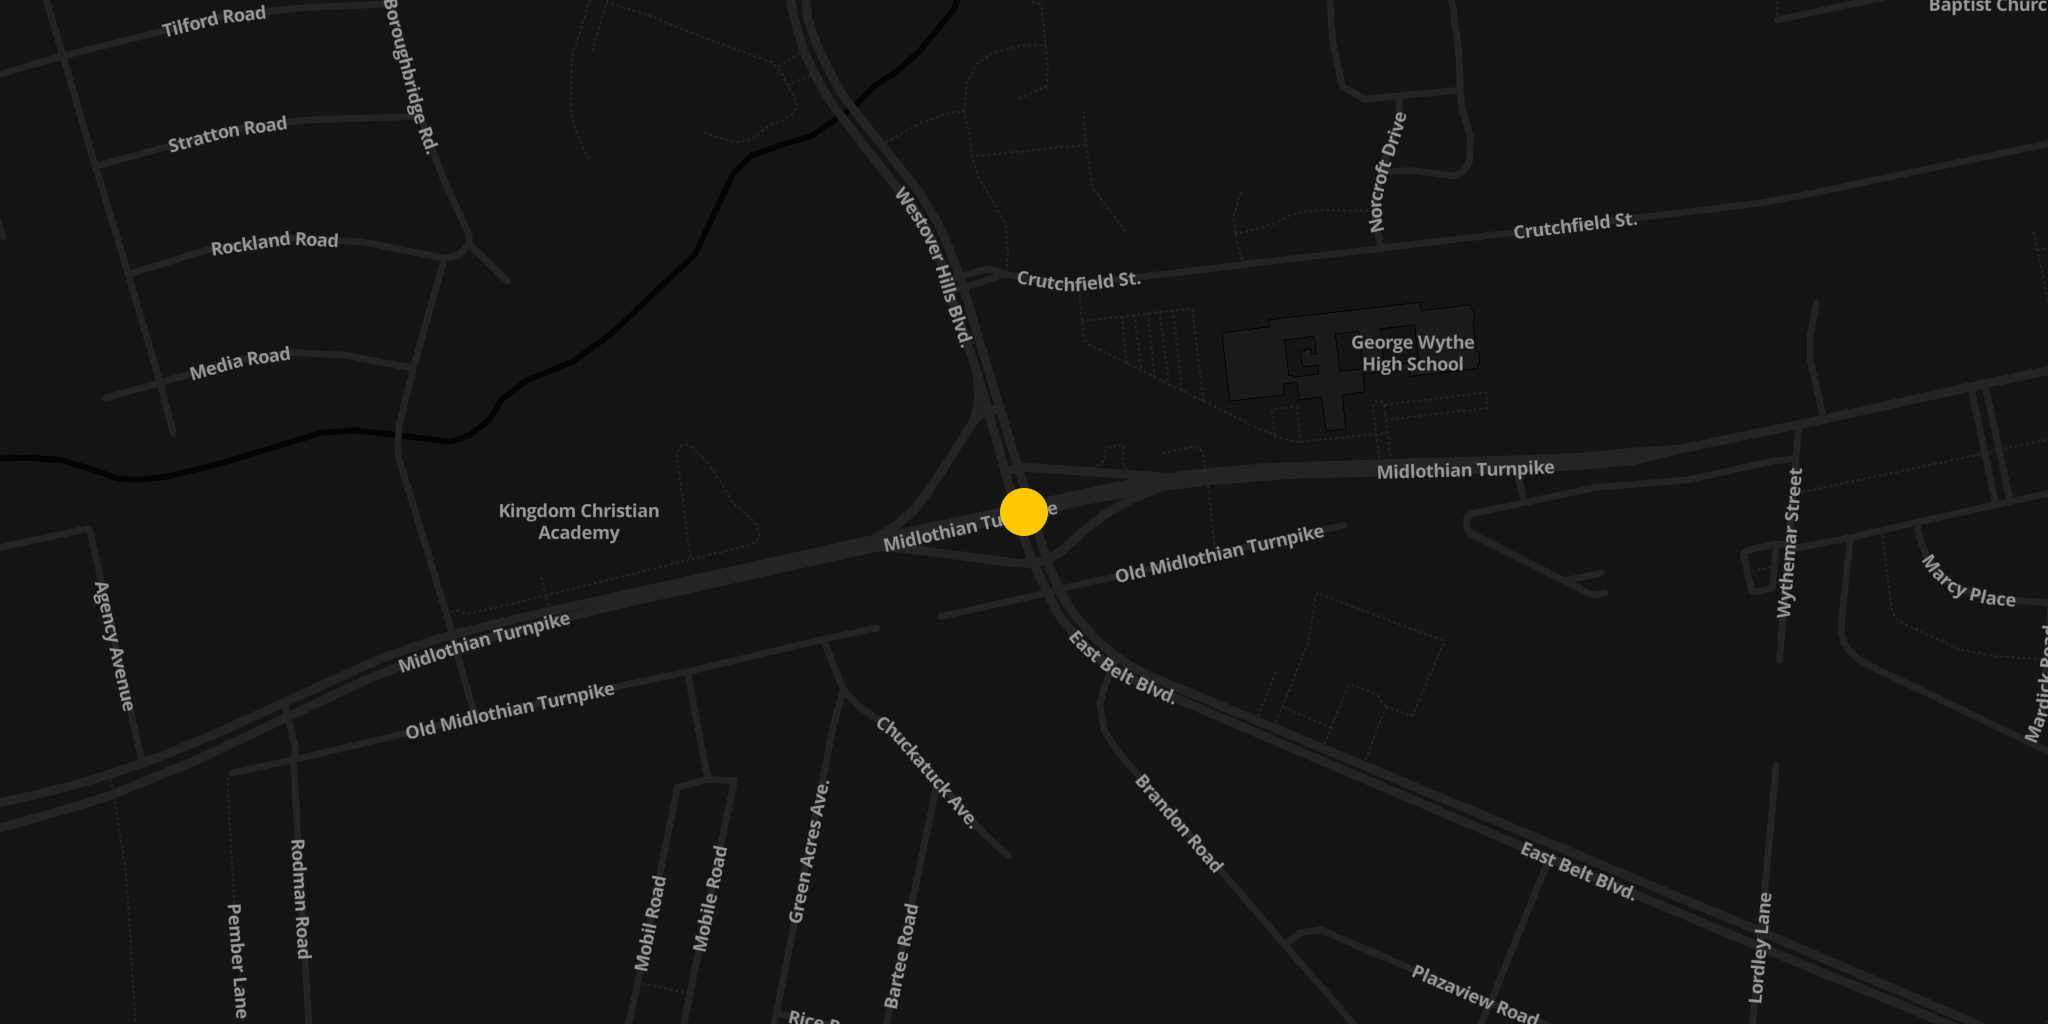 Baptist Churc
Tilford Road
Boroughbridge Rd.
Stratton Road
Norcroft Drive
Westover Hills Blvd.
Crutchfield St.
Rockland Road
Crutchfield St.
George Wythe
High School
Media Road
Midlothian Turnpike
Kingdom Christian
Academy
Midlothian Tu
e
Wythemar Street
Old Midlothian Turnpike
Marcy Place
Agency Avenue
Midlothian Turnpike
East Belt Blvd.
Mardick Road
Old Midlothian Turnpike
Chuckatuck Ave.
Brandon Road
Green Acres Ave.
East Belt Blvd.
Rodman Road
Mobil Road
Mobile Road
Bartee Road
Lordley Lane
Pember Lane
Plazaview Road
Rice